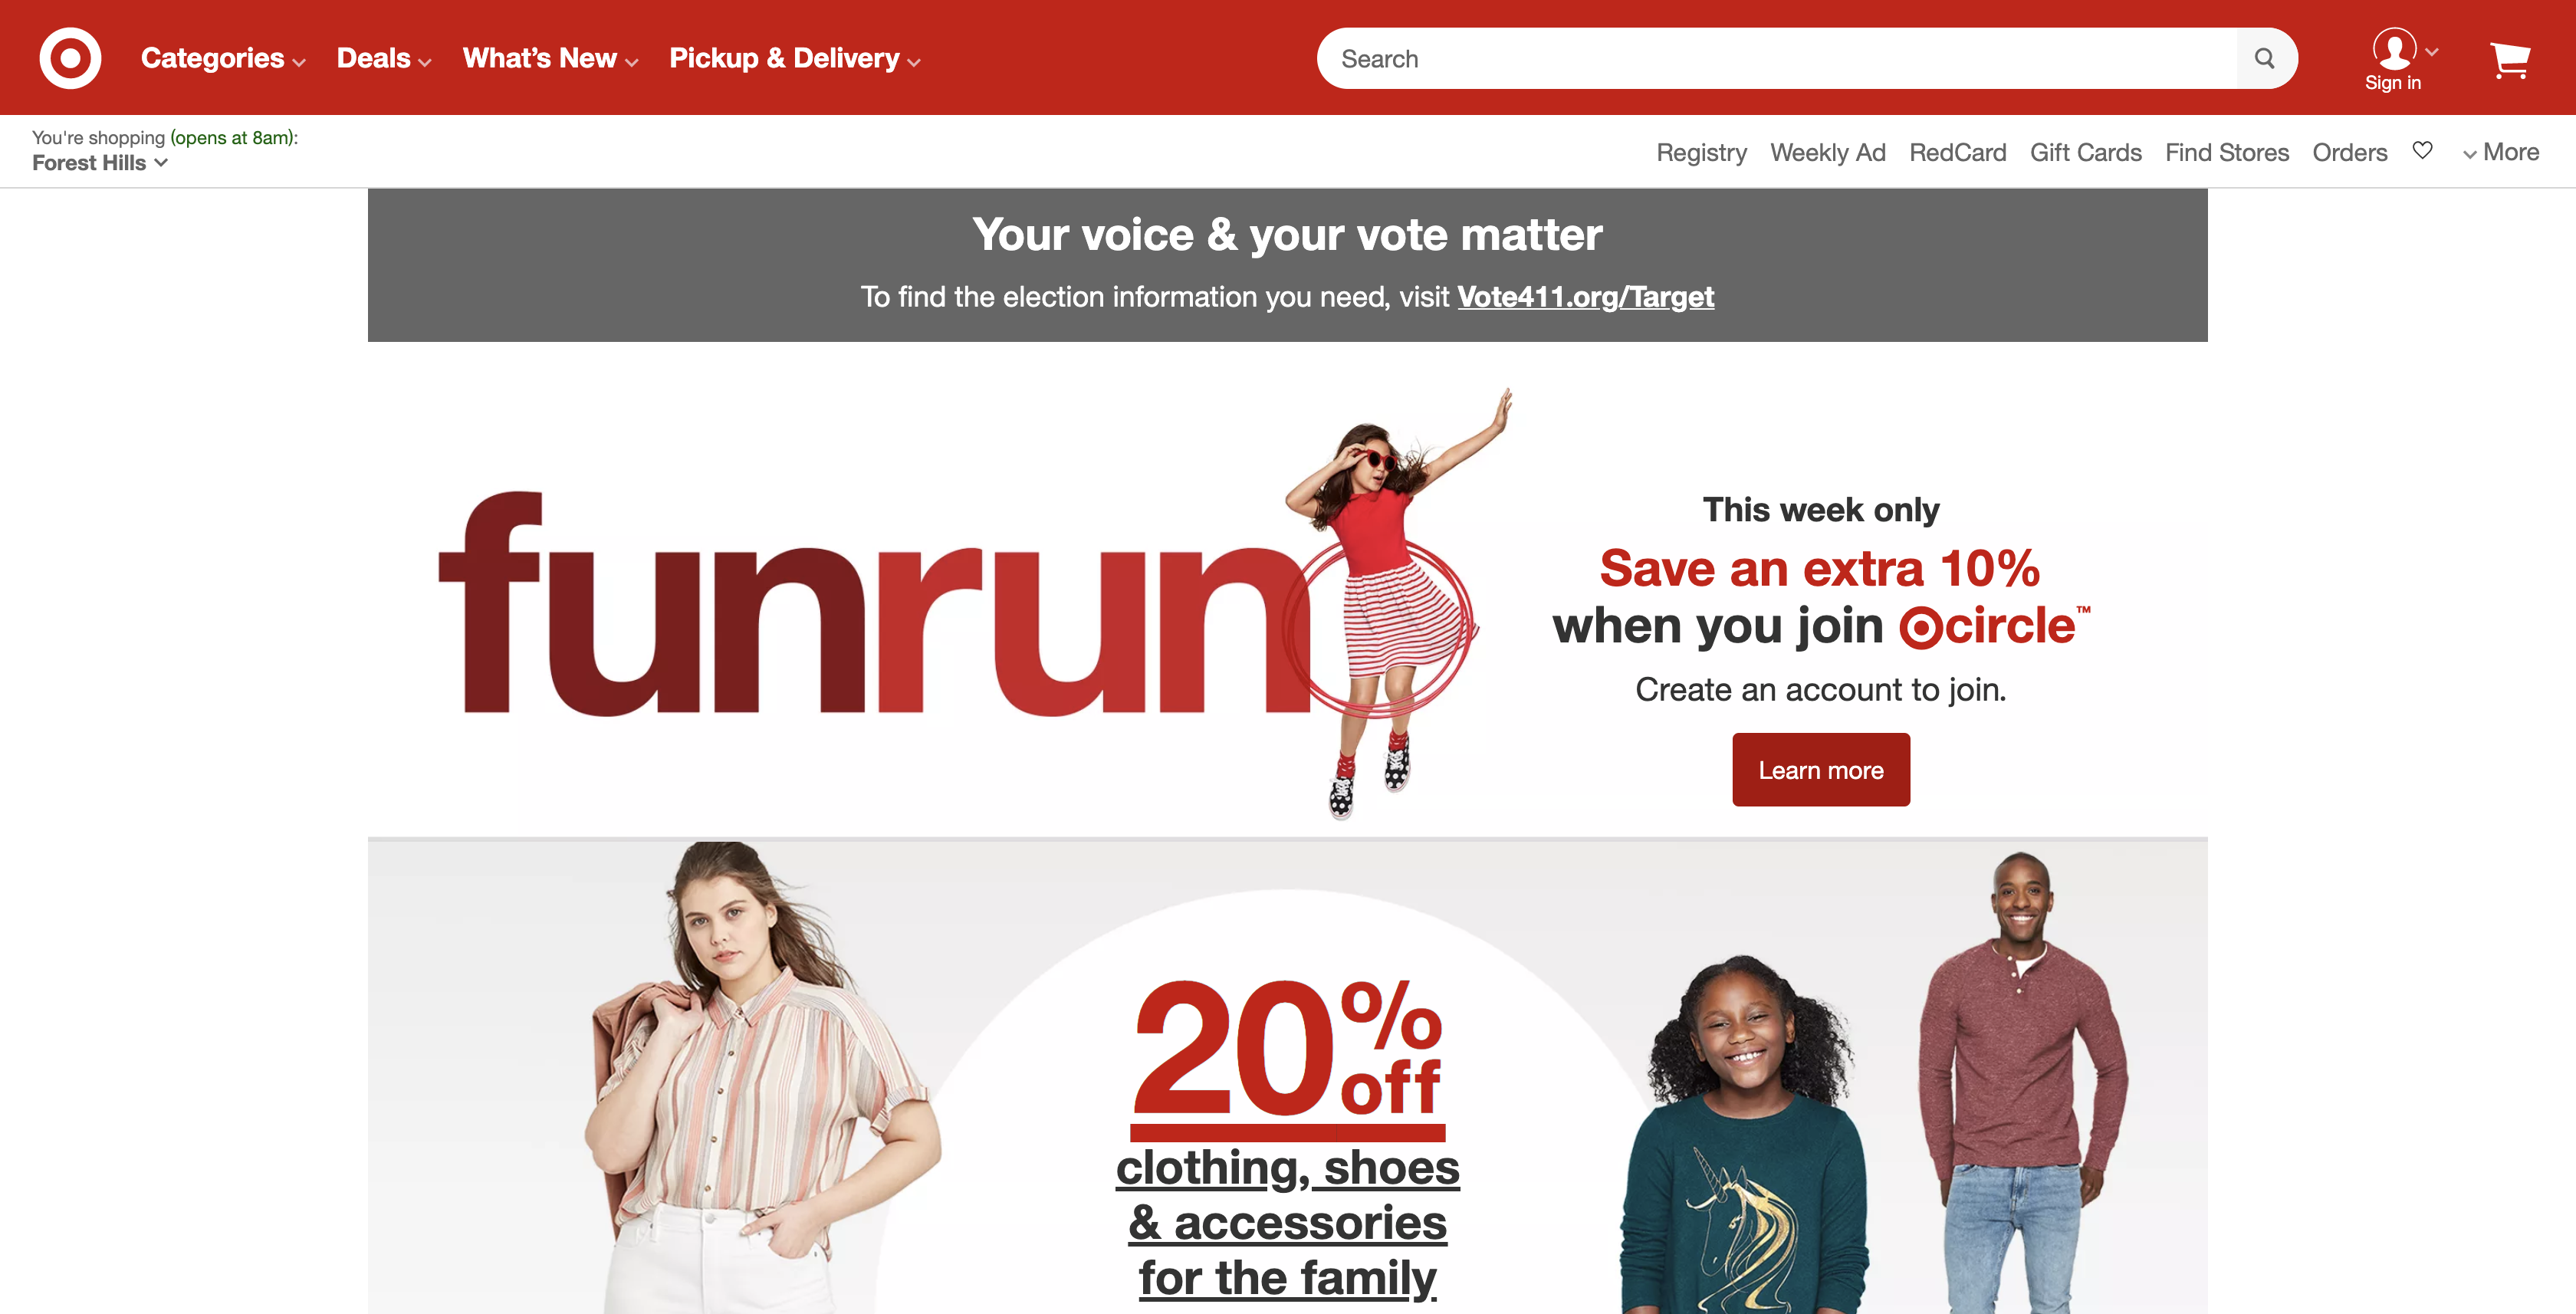 Categories Deals What's New Pickup & Delivery Search
Sign in
You're shopping (opens at 8am):
Forest Hills
Registry Weekly Ad RedCard Gift Cards Find Stores Orders More
Your voice & your vote matter
To find the election information you need, visit Vote411.org/Target
funrun
This week only
Save an extra 10%
when you join circle™
Create an account to join.
Learn more
20% off
clothing, shoes
& accessories
for the family